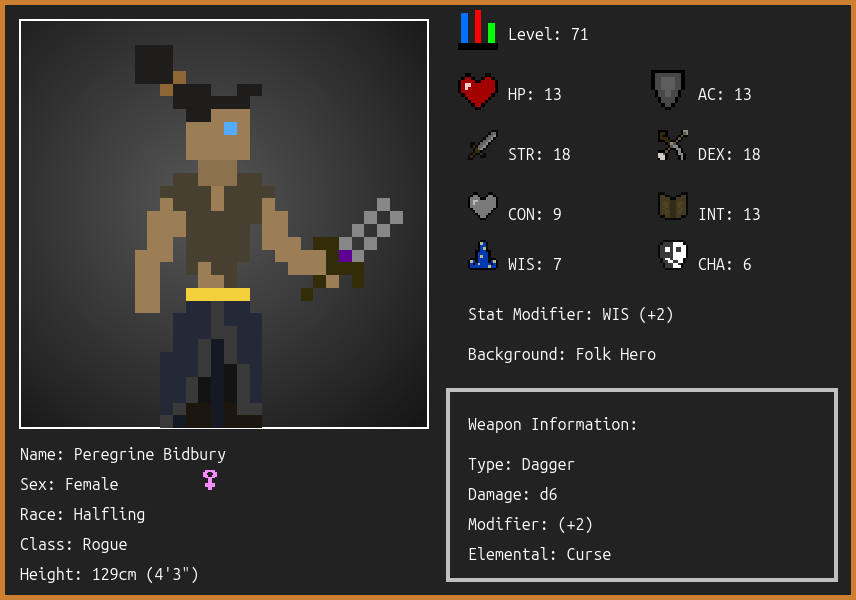 Level: 71
HP: 13
AC: 13
STR: 18
DEX: 18
CON: 9
INT: 13
WIS: 7
CHA: 6
Stat Modifier: WIS (+2)
Background: Folk Hero
Weapon Information:
Type: Dagger
Damage: d6
Modifier: (+2)
Elemental: Curse
Name: Peregrine Bidbury
Sex: Female
Race: Halfling
Class: Rogue
Height: 129cm (4'3")